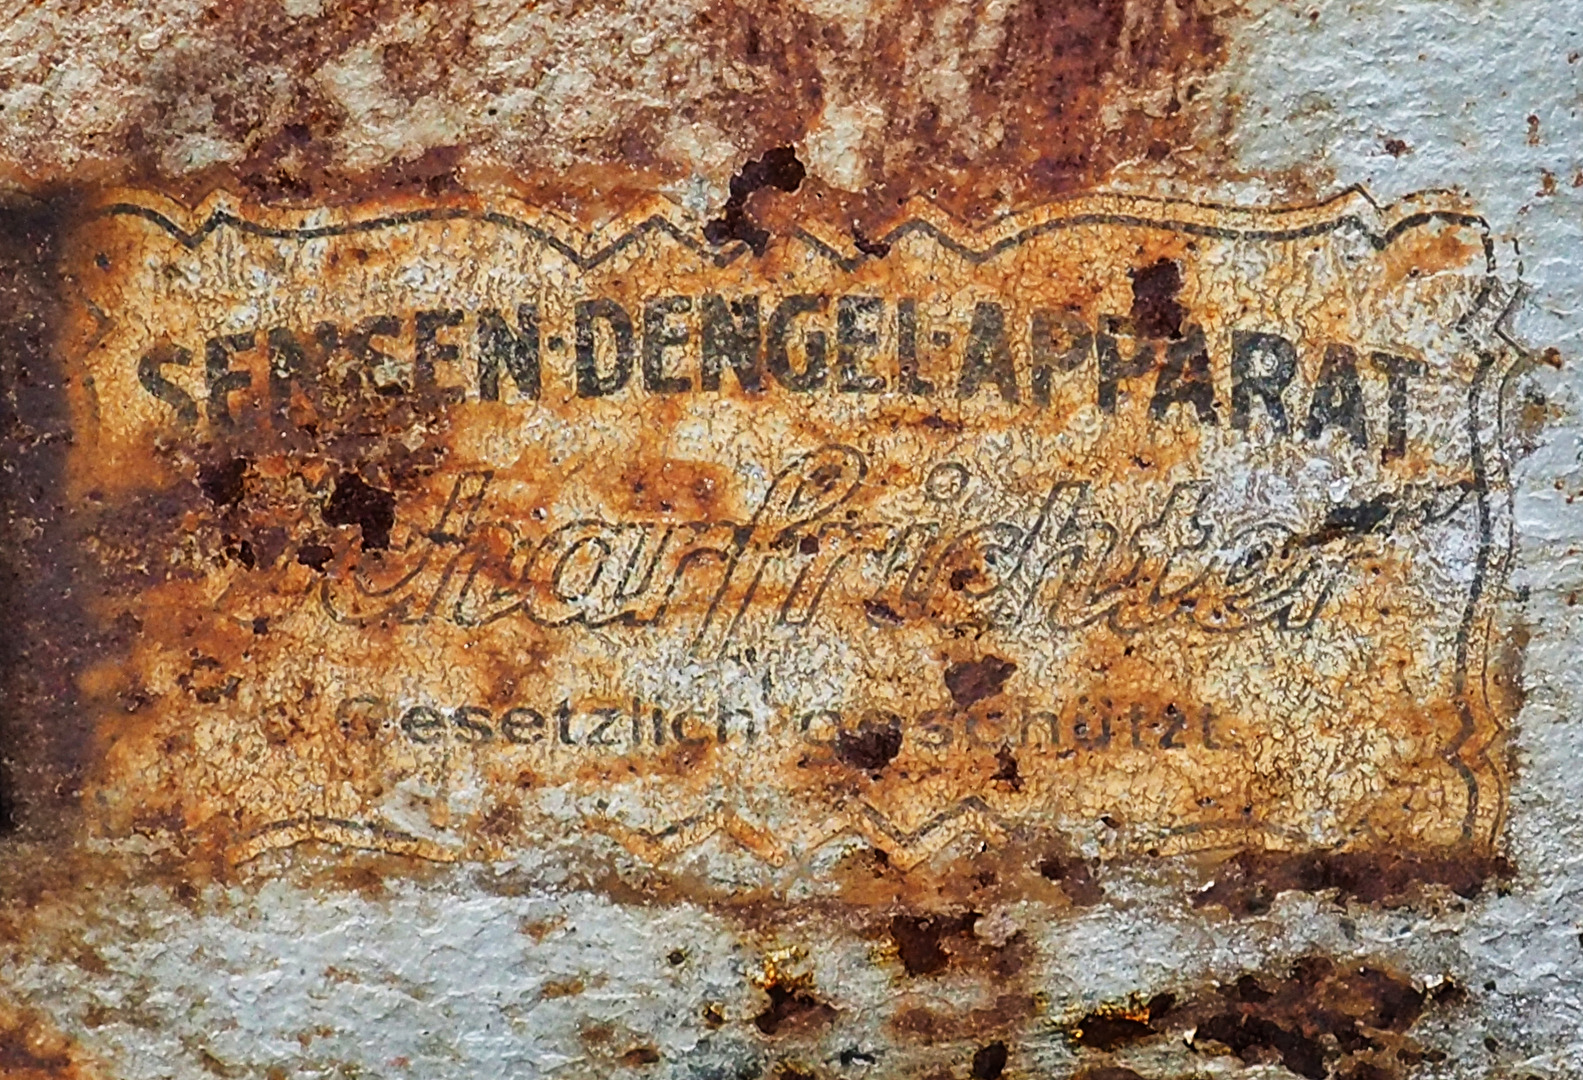 SENSEN-DENGEL-APPARAT
Scharfrichter
Gesetzlich geschützt.